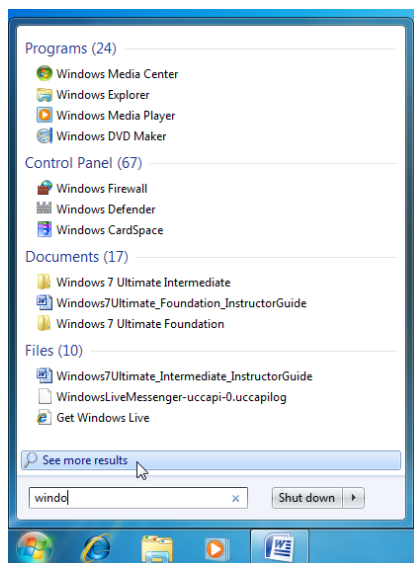 Programs (24)
Windows Media Center
Windows Explorer
Windows Media Player
Windows DVD Maker
Control Panel (67)
Windows Firewall
Windows Defender
Windows CardSpace
Documents (17)
Windows 7 Ultimate Intermediate
Windows7Ultimate_Foundation_InstructorGuide
Windows 7 Ultimate Foundation
Files (10)
Windows7Ultimate_Intermediate_InstructorGuide
WindowsLiveMessenger-uccapi-0.uccapilog
Get Windows Live
See more results
windo
Shut down